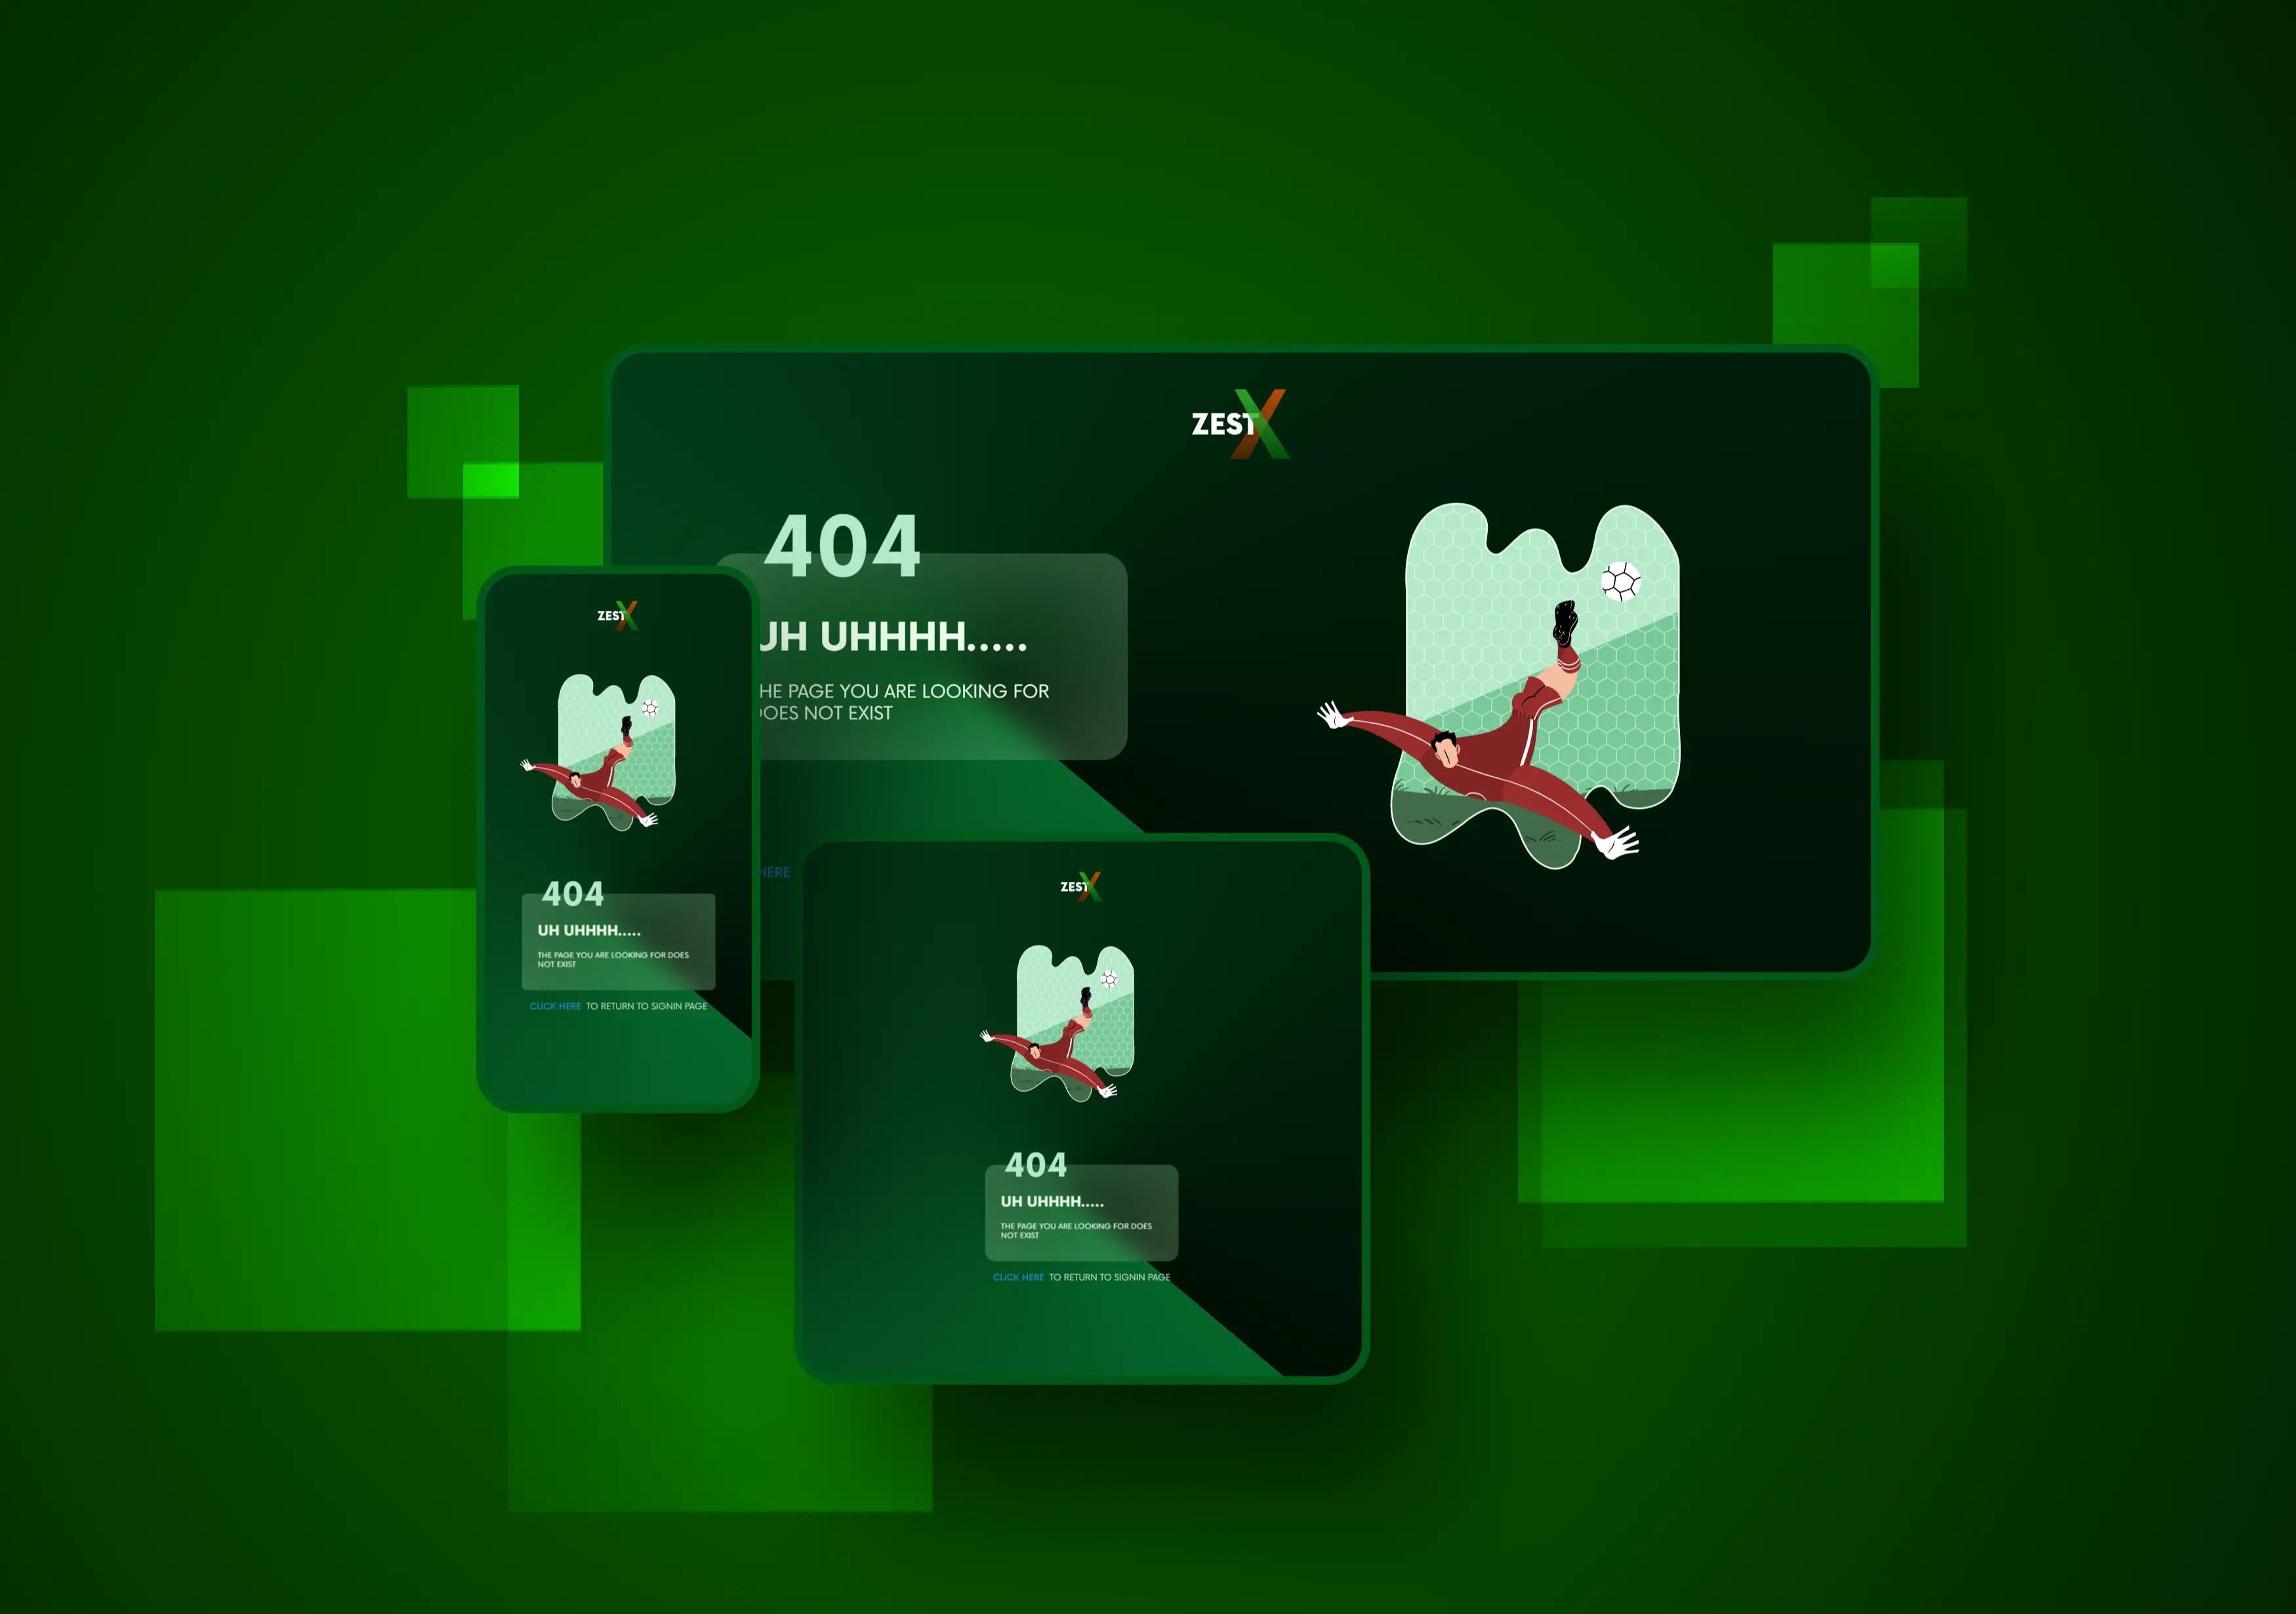 ZESTX
404
UH UHHHH.....
HE PAGE YOU ARE LOOKING FOR
OES NOT EXIST
HERE
ZESTX
404
UH UHHHH.....
THE PAGE YOU ARE LOOKING FOR DOES
NOT EXIST
CLICK HERE TO RETURN TO SIGNIN PAGE
ZESTX
404
UH UHHHH.....
THE PAGE YOU ARE LOOKING FOR DOES
NOT EXIST
CLICK HERE TO RETURN TO SIGNIN PAGE